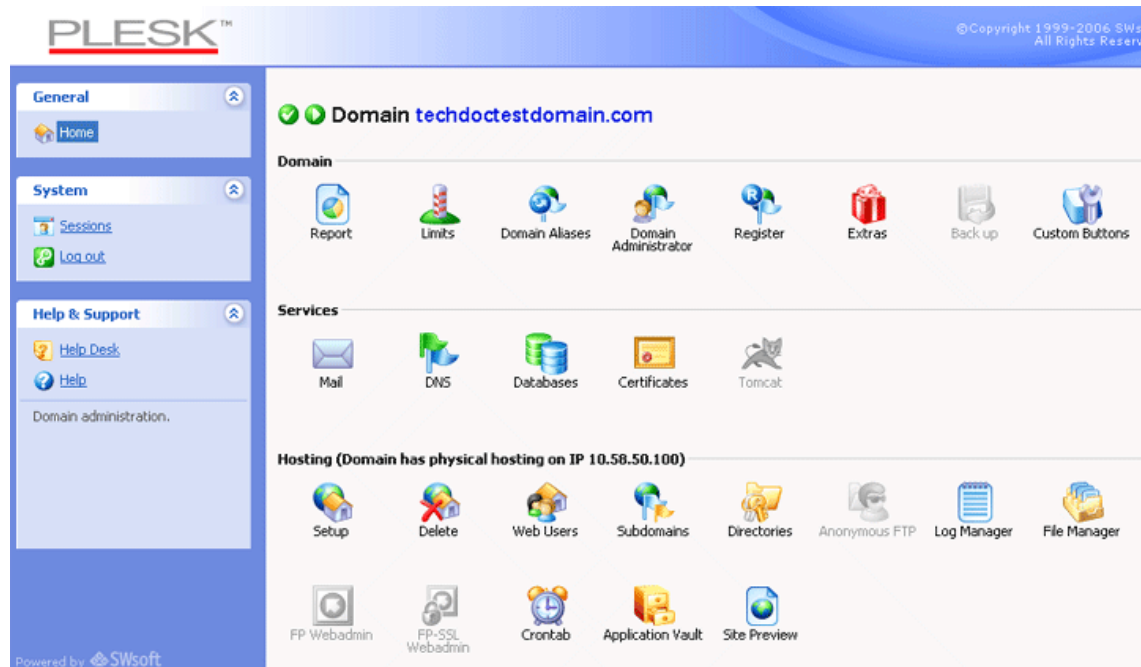 PLESK™
©Copyright 1999-2006
All Rights
General
Home
System
Sessions
Log out
Help & Support
Help Desk
Help
Domain administration.
Powered by SWsoft
Domain techdoctestdomain.com
Domain
Report
Limits
Domain Aliases
Domain Administrator
Register
Extras
Back up
Custom Buttons
Services
Mail
DNS
Databases
Certificates
Tomcat
Hosting (Domain has physical hosting on IP 10.58.50.100)
Setup
Delete
Web Users
Subdomains
Directories
Anonymous FTP
Log Manager
File Manager
FP Webadmin
FP-SSL Webadmin
Crontab
Application Vault
Site Preview